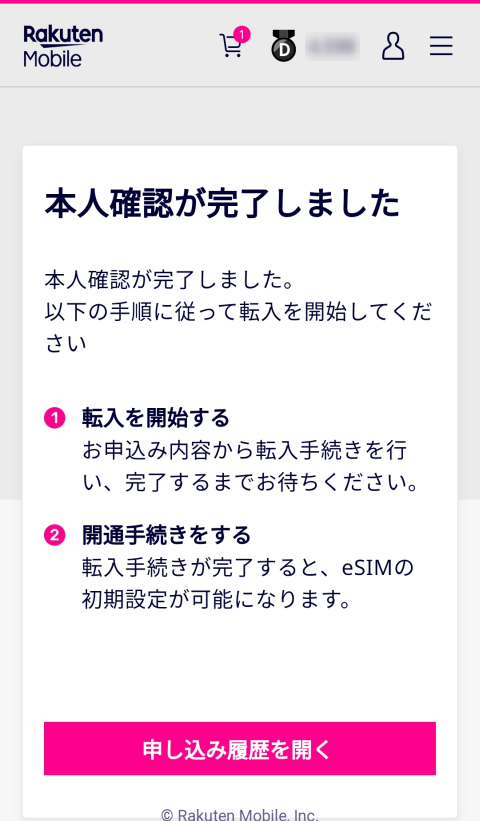 Rakuten
Mobile
1
D
本人確認が完了しました
本人確認が完了しました。
以下の手順に従って転入を開始してくだ
さい
1 転入を開始する
お申込み内容から転入手続きを行
い、完了するまでお待ちください。
2 開通手続きをする
転入手続きが完了すると、eSIMの
初期設定が可能になります。
申し込み履歴を開く
© Rakuten Mobile, Inc.